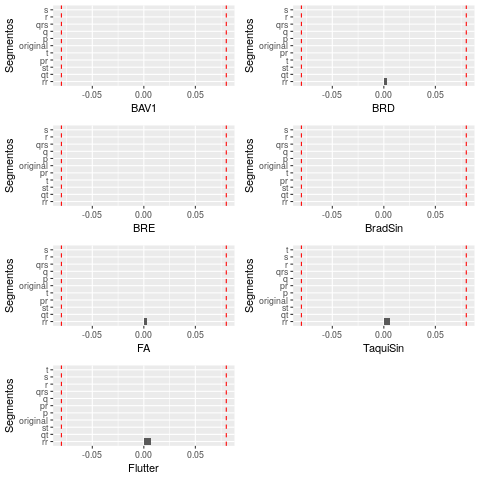 Segmentos
s
r
qrs
q
p
original
t
pr
st
qt
rr
-0.05 0.00 0.05
BAV1
Segmentos
s
r
qrs
q
p
original
t
pr
st
qt
rr
-0.05 0.00 0.05
BRD
Segmentos
s
r
qrs
q
p
original
t
pr
st
qt
rr
-0.05 0.00 0.05
BRE
Segmentos
s
r
qrs
q
p
original
t
pr
st
qt
rr
-0.05 0.00 0.05
BradSin
Segmentos
s
r
qrs
q
p
original
t
pr
st
qt
rr
-0.05 0.00 0.05
FA
Segmentos
t
s
r
qrs
q
pr
p
original
st
qt
rr
-0.05 0.00 0.05
TaquiSin
Segmentos
t
s
r
qrs
q
pr
p
original
st
qt
rr
-0.05 0.00 0.05
Flutter